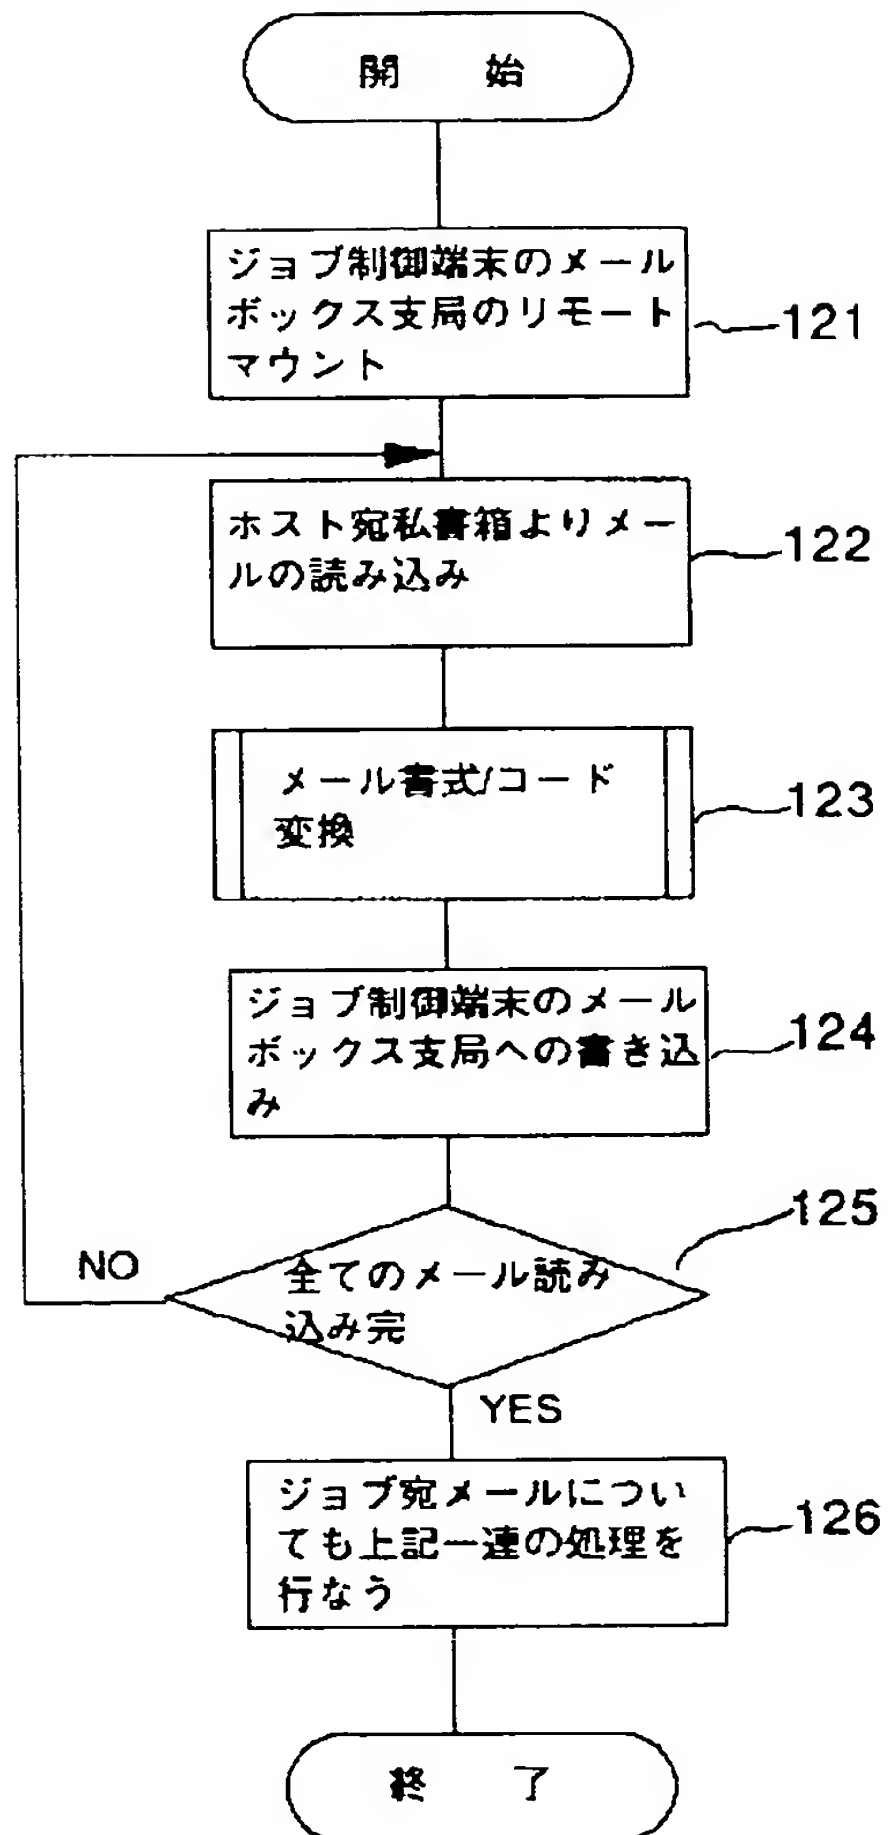 開 始
ジョブ制御端末のメール
ボックス支局のリモート
マウント
121
ホスト宛私書箱よりメー
ルの読み込み
122
メール書式/コード
変換
123
ジョブ制御端末のメール
ボックス支局への書き込
み
124
125
NO
全てのメール読み
込み完
YES
ジョブ宛メールについ
ても上記一連の処理を
行なう
126
終 了